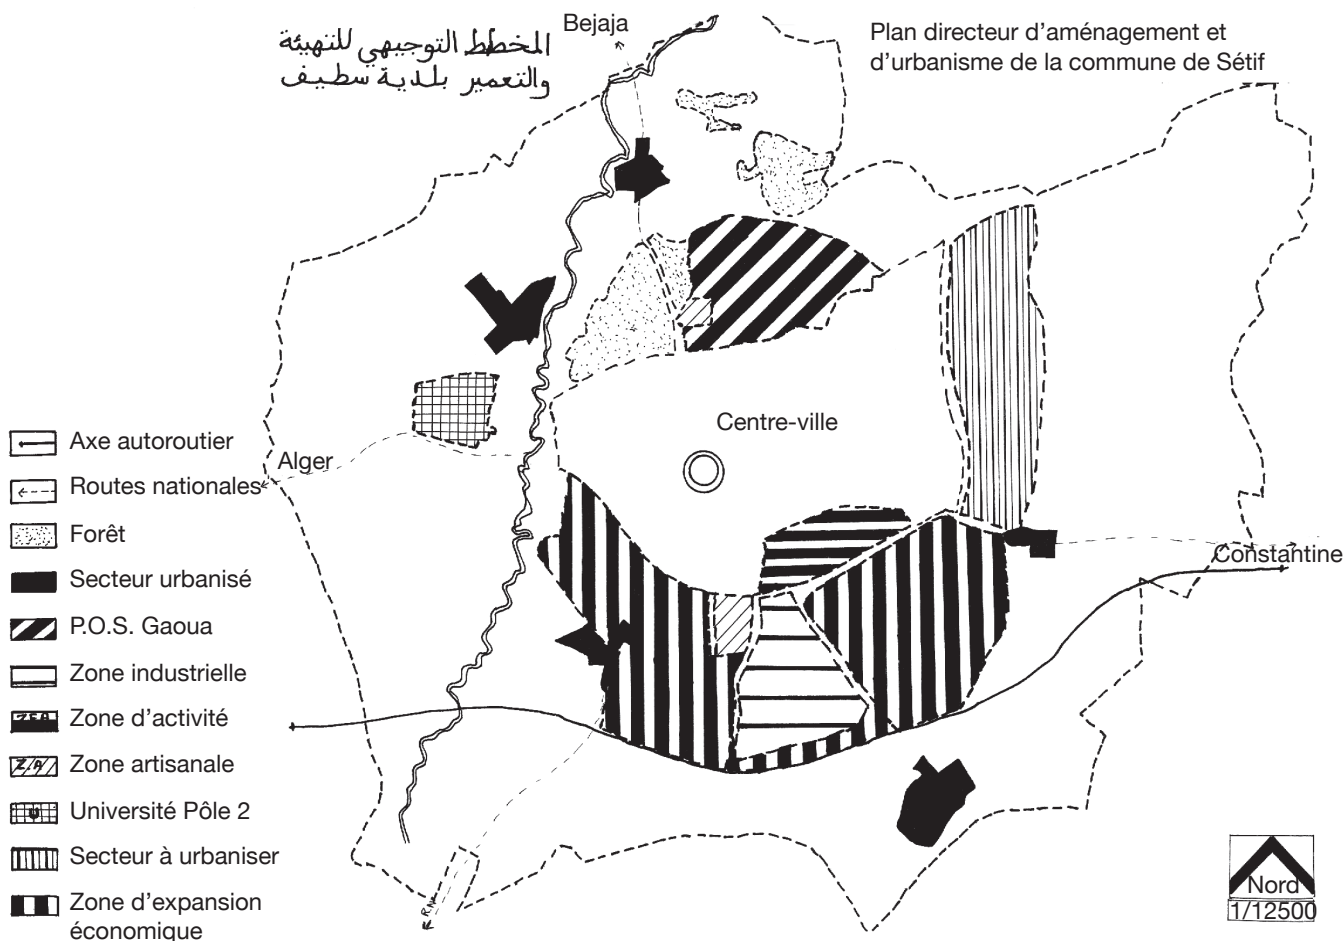 المخطط التوجيهي للتهيئة
والتعمير بلدية سطيف
Bejaja
Plan directeur d’aménagement et
d’urbanisme de la commune de Sétif
Centre-ville
Alger
Constantine
Axe autoroutier
Routes nationales
Forêt
Secteur urbanisé
P.O.S. Gaoua
Zone industrielle
Zone d’activité
Z/A Zone artisanale
U Université Pôle 2
Secteur à urbaniser
Zone d’expansion
économique
Nord
1/12500